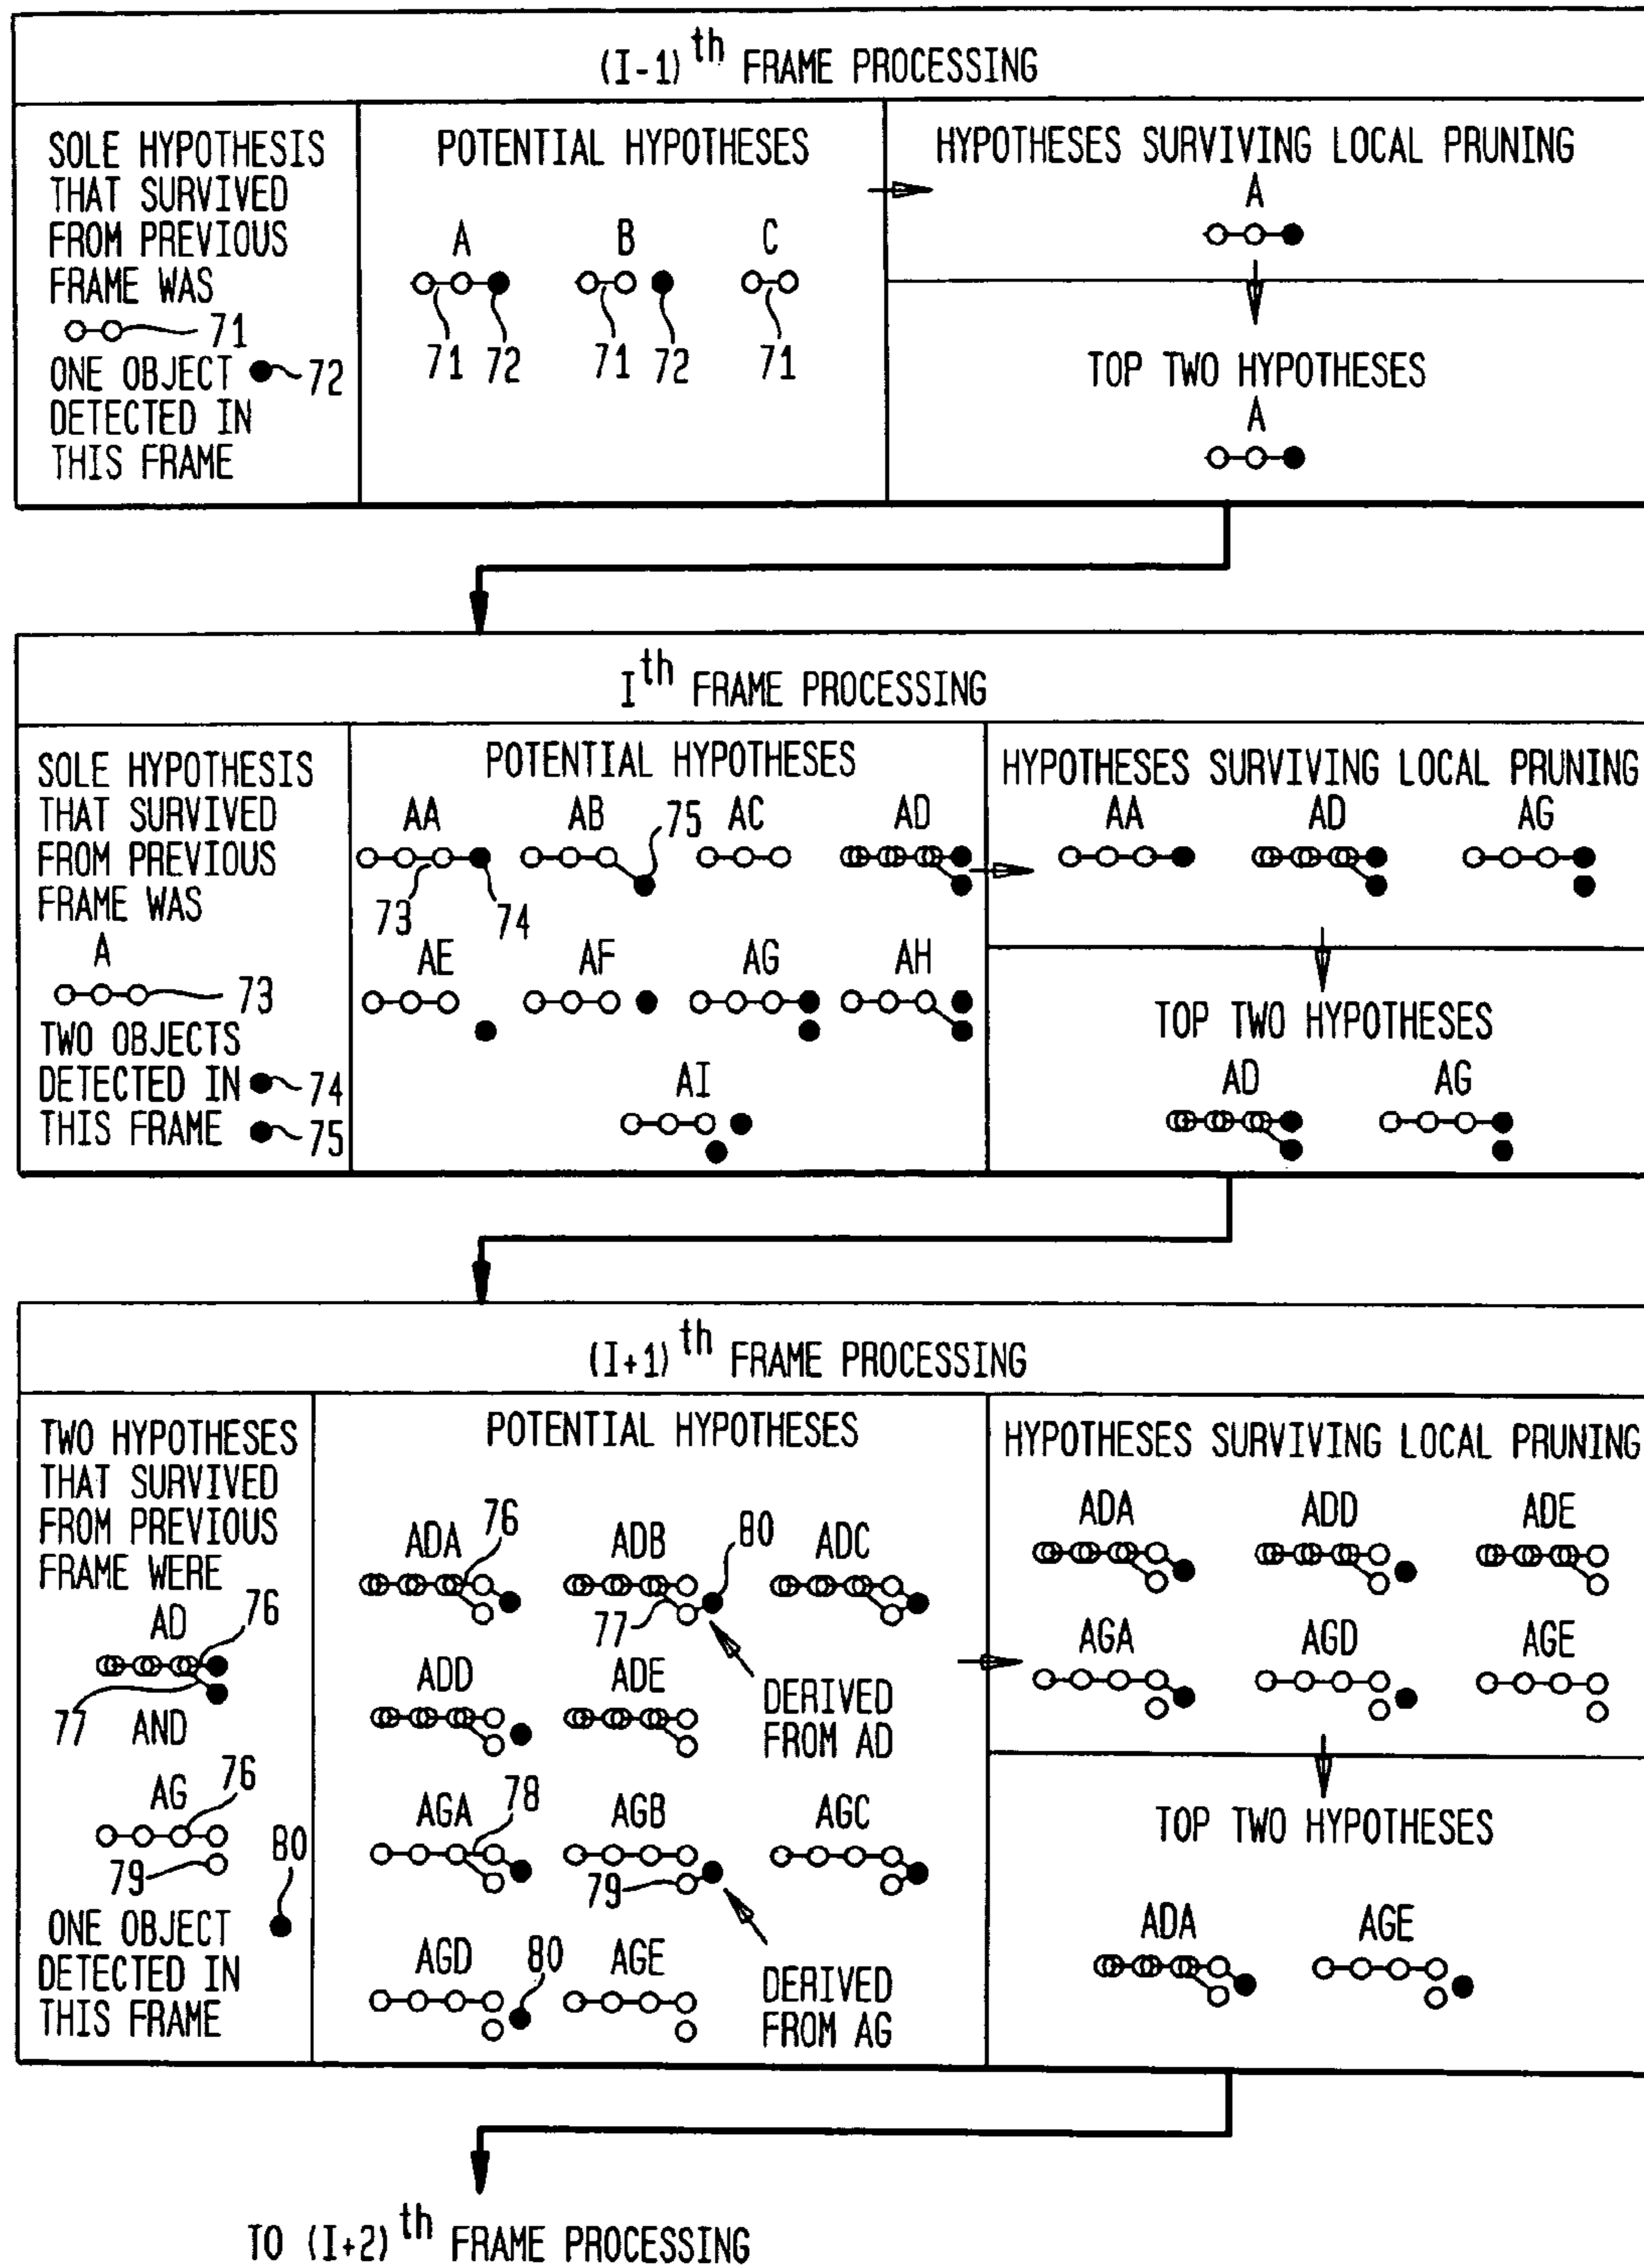 (I-1)th FRAME PROCESSING
SOLE HYPOTHESIS
THAT SURVIVED
FROM PREVIOUS
FRAME WAS
71
ONE OBJECT 72
DETECTED IN
THIS FRAME
POTENTIAL HYPOTHESES
A B C
71 72 71 72 71
HYPOTHESES SURVIVING LOCAL PRUNING
A
TOP TWO HYPOTHESES
A
Ith FRAME PROCESSING
SOLE HYPOTHESIS
THAT SURVIVED
FROM PREVIOUS
FRAME WAS
A
73
TWO OBJECTS
DETECTED IN 74
THIS FRAME 75
POTENTIAL HYPOTHESES
AA AB 75 AC AD
73 74
AE AF AG AH
AI
HYPOTHESES SURVIVING LOCAL PRUNING
AA AD AG
TOP TWO HYPOTHESES
AD AG
(I+1)th FRAME PROCESSING
TWO HYPOTHESES
THAT SURVIVED
FROM PREVIOUS
FRAME WERE
AD 76
77 AND
AG 76
79 80
ONE OBJECT
DETECTED IN
THIS FRAME
POTENTIAL HYPOTHESES
ADA 76 ADB 80 ADC
77
ADD ADE DERIVED
FROM AD
AGA 78 AGB AGC
79
AGD 80 AGE DERIVED
FROM AG
HYPOTHESES SURVIVING LOCAL PRUNING
ADA ADD ADE
AGA AGD AGE
TOP TWO HYPOTHESES
ADA AGE
TO (I+2)th FRAME PROCESSING